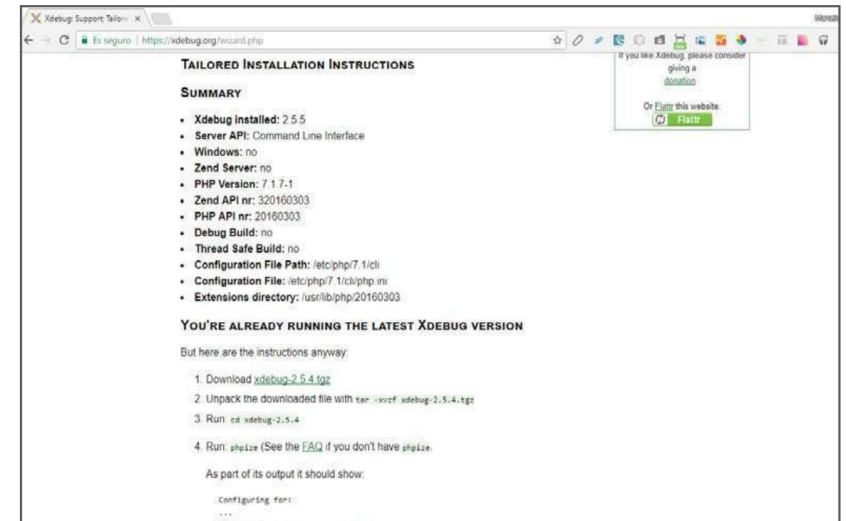 Xdebug: Support; Tailor
Es seguro | https://xdebug.org/wizard.php
TAILORED INSTALLATION INSTRUCTIONS
If you like Xdebug, please consider
giving a
donation
SUMMARY
Or Flattr this website:
Flattr
• Xdebug installed: 2.5.5
• Server API: Command Line Interface
• Windows: no
• Zend Server: no
• PHP Version: 7.1.7-1
• Zend API nr: 320160303
• PHP API nr: 20160303
• Debug Build: no
• Thread Safe Build: no
• Configuration File Path: /etc/php/7.1/cli
• Configuration File: /etc/php/7.1/cli/php.ini
• Extensions directory: /usr/lib/php/20160303
YOU'RE ALREADY RUNNING THE LATEST XDEBUG VERSION
But here are the instructions anyway:
1. Download xdebug-2.5.4.tgz
2. Unpack the downloaded file with tar -xvzf xdebug-2.5.4.tgz
3. Run: cd xdebug-2.5.4
4. Run: phpize (See the FAQ if you don't have phpize.
As part of its output it should show:
Configuring for:
...